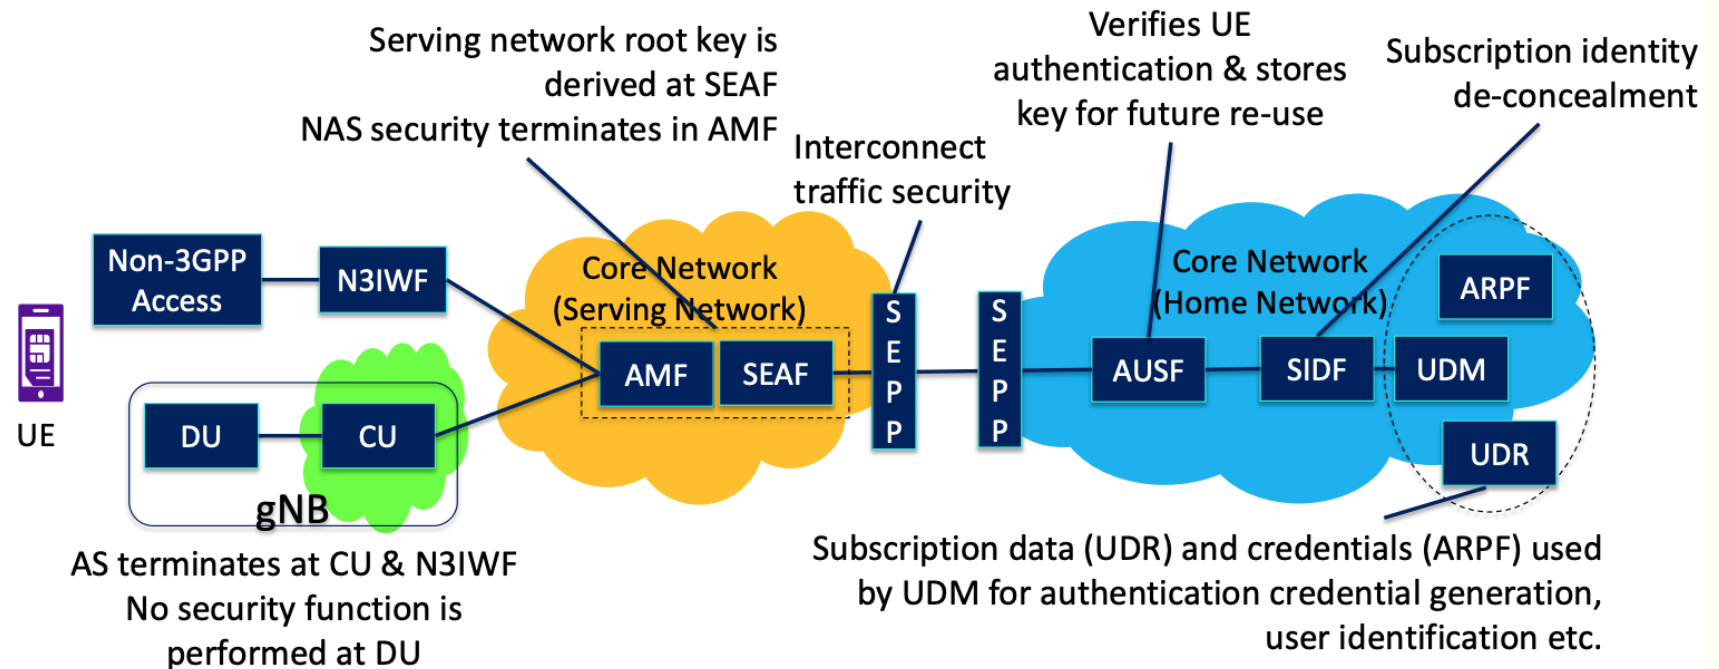 Serving network root key is
derived at SEAF
NAS security terminates in AMF
Interconnect
traffic security
Verifies UE
authentication & stores
key for future re-use
Subscription identity
de-concealment
Non-3GPP
Access
N3IWF
Core Network
(Serving Network)
AMF
SEAF
S
E
P
P
S
E
P
P
Core Network
(Home Network)
AUSF
SIDF
ARPF
UDM
UDR
UE
DU
CU
gNB
AS terminates at CU & N3IWF
No security function is
performed at DU
Subscription data (UDR) and credentials (ARPF) used
by UDM for authentication credential generation,
user identification etc.